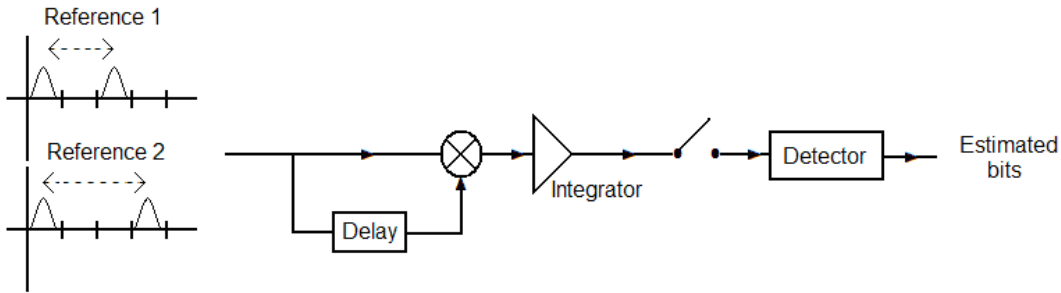 Reference 1
Reference 2
Delay
Integrator
Detector
Estimated
bits